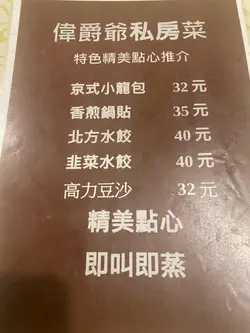 偉爵爺私房菜
特色精美點心推介
京式小龍包 32元
香煎鍋貼 35元
北方水餃 40元
韭菜水餃 40元
高力豆沙 32元
精美點心
即叫即蒸